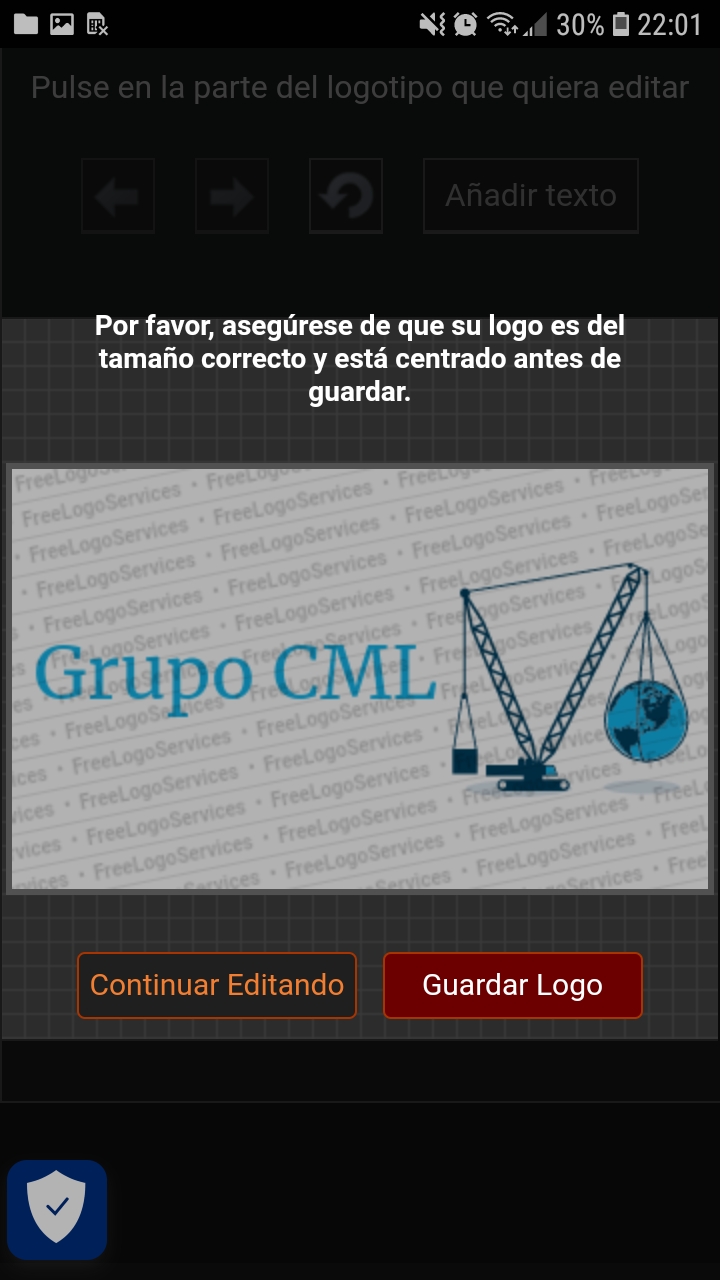 30% 22:01
Pulse en la parte del logotipo que quiera editar
Añadir texto
Por favor, asegúrese de que su logo es del
tamaño correcto y está centrado antes de
guardar.
FreeLogoServices • FreeLogoServices • FreeLogoServices • FreeLogoServices
Grupo CML
Continuar Editando
Guardar Logo